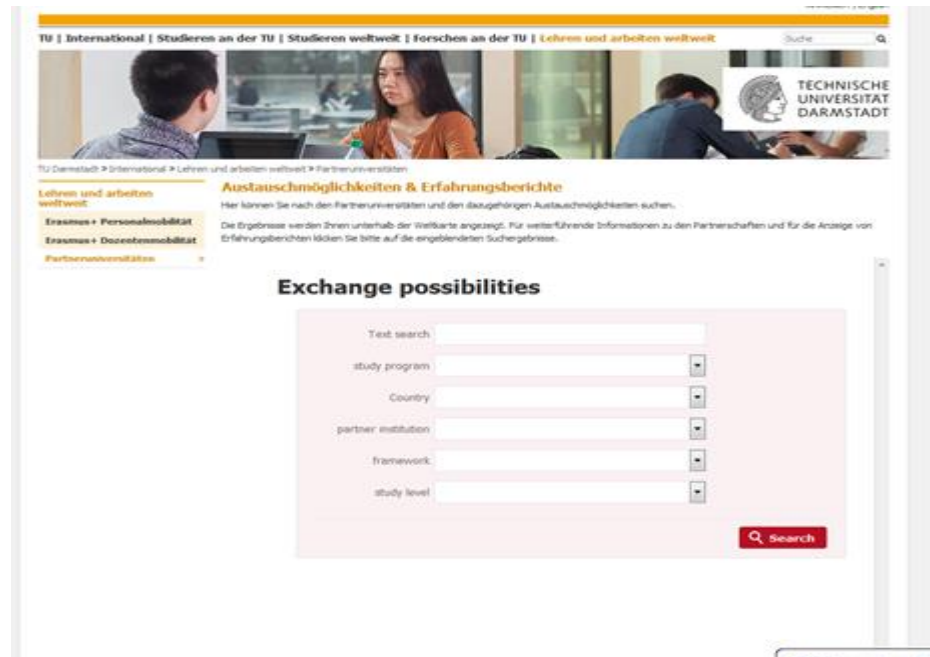 TU | International | Studieren an der TU | Studieren weltweit | Forschen an der TU | Lehren und arbeiten weltweit
Suche
TECHNISCHE
UNIVERSITÄT
DARMSTADT
TU Darmstadt > International > Lehren und arbeiten weltweit > Partneruniversitäten
Lehren und arbeiten
weltweit
Erasmus+ Personalmobilität
Erasmus+ Dozentenmobilität
Partneruniversitäten
Austauschmöglichkeiten & Erfahrungsberichte
Hier können Sie nach den Partneruniversitäten und den dazugehörigen Austauschmöglichkeiten suchen.
Die Ergebnisse werden Ihnen unterhalb der Weltkarte angezeigt. Für weiterführende Informationen zu den Partnerschaften und für die Anzeige von
Erfahrungsberichten klicken Sie bitte auf die eingeblendeten Suchergebnisse.
Exchange possibilities
Text search
study program
Country
partner institution
framework
study level
Search